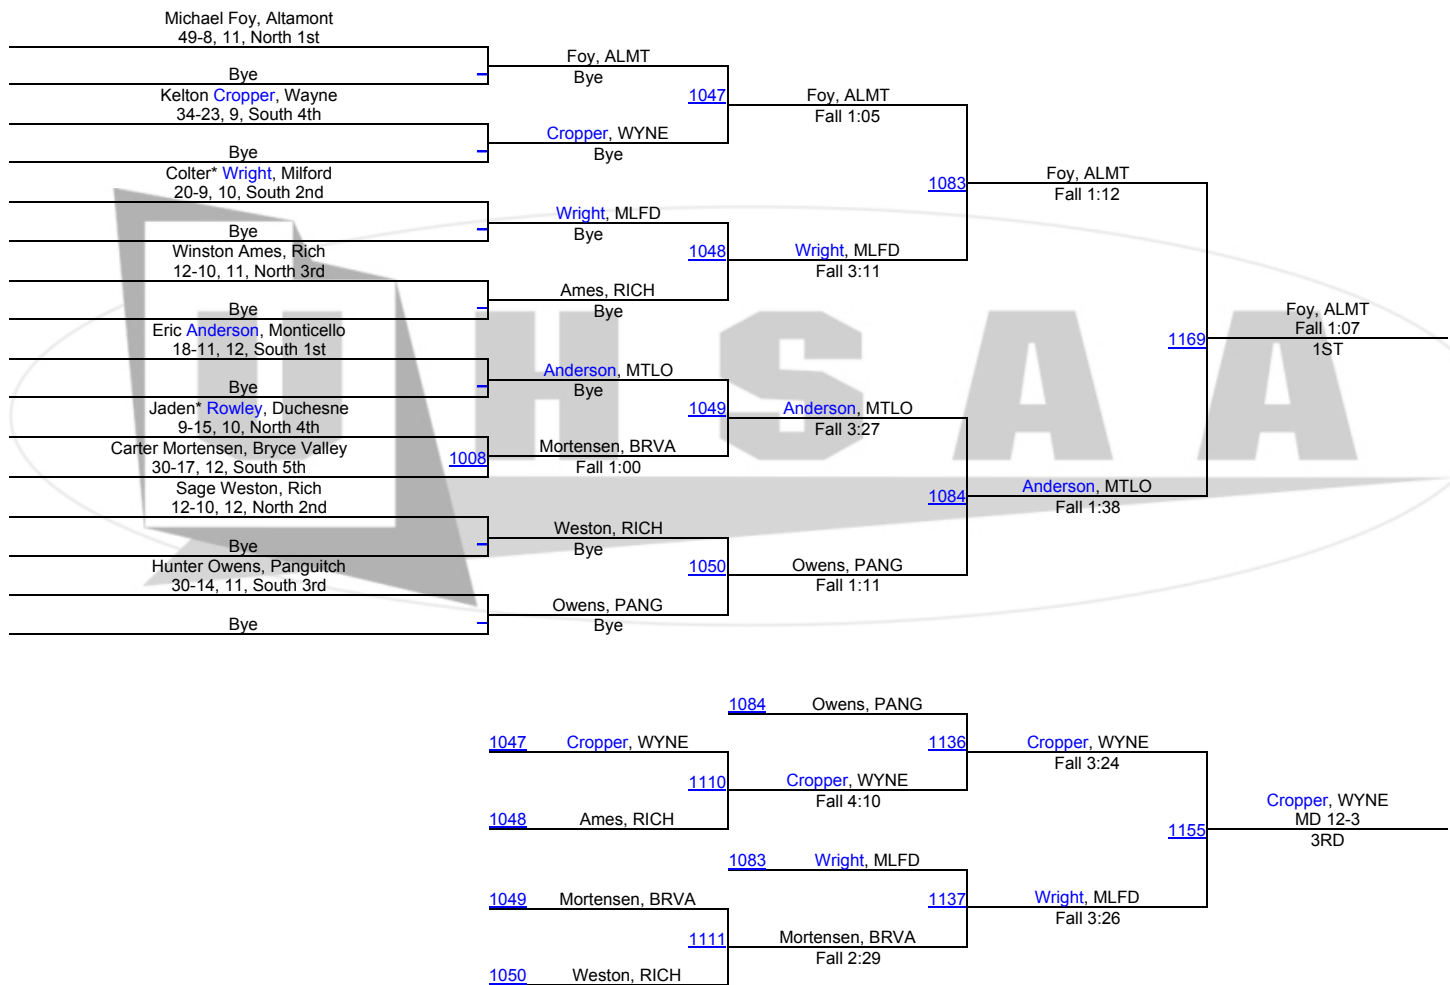 Michael Foy, Altamont
49-8, 11, North 1st
Foy, ALMT
Bye
Bye
Kelton Cropper, Wayne
34-23, 9, South 4th
1047
Foy, ALMT
Fall 1:05
Cropper, WYNE
Bye
Bye
Colter* Wright, Milford
20-9, 10, South 2nd
1083
Foy, ALMT
Fall 1:12
Wright, MLFD
Bye
Bye
Winston Ames, Rich
12-10, 11, North 3rd
1048
Wright, MLFD
Fall 3:11
Ames, RICH
Bye
Bye
Eric Anderson, Monticello
18-11, 12, South 1st
1169
Foy, ALMT
Fall 1:07
1ST
Anderson, MTLO
Bye
Bye
Jaden* Rowley, Duchesne
9-15, 10, North 4th
1049
Anderson, MTLO
Fall 3:27
Carter Mortensen, Bryce Valley
30-17, 12, South 5th
1008
Mortensen, BRVA
Fall 1:00
Sage Weston, Rich
12-10, 12, North 2nd
1084
Anderson, MTLO
Fall 1:38
Weston, RICH
Bye
Bye
Hunter Owens, Panguitch
30-14, 11, South 3rd
1050
Owens, PANG
Fall 1:11
Owens, PANG
Bye
Bye
UHSAA
1084 Owens, PANG
1047 Cropper, WYNE
1136
Cropper, WYNE
Fall 3:24
1110
Cropper, WYNE
Fall 4:10
1048 Ames, RICH
1155
Cropper, WYNE
MD 12-3
3RD
1083 Wright, MLFD
1049 Mortensen, BRVA
1137
Wright, MLFD
Fall 3:26
1111
Mortensen, BRVA
Fall 2:29
1050 Weston, RICH